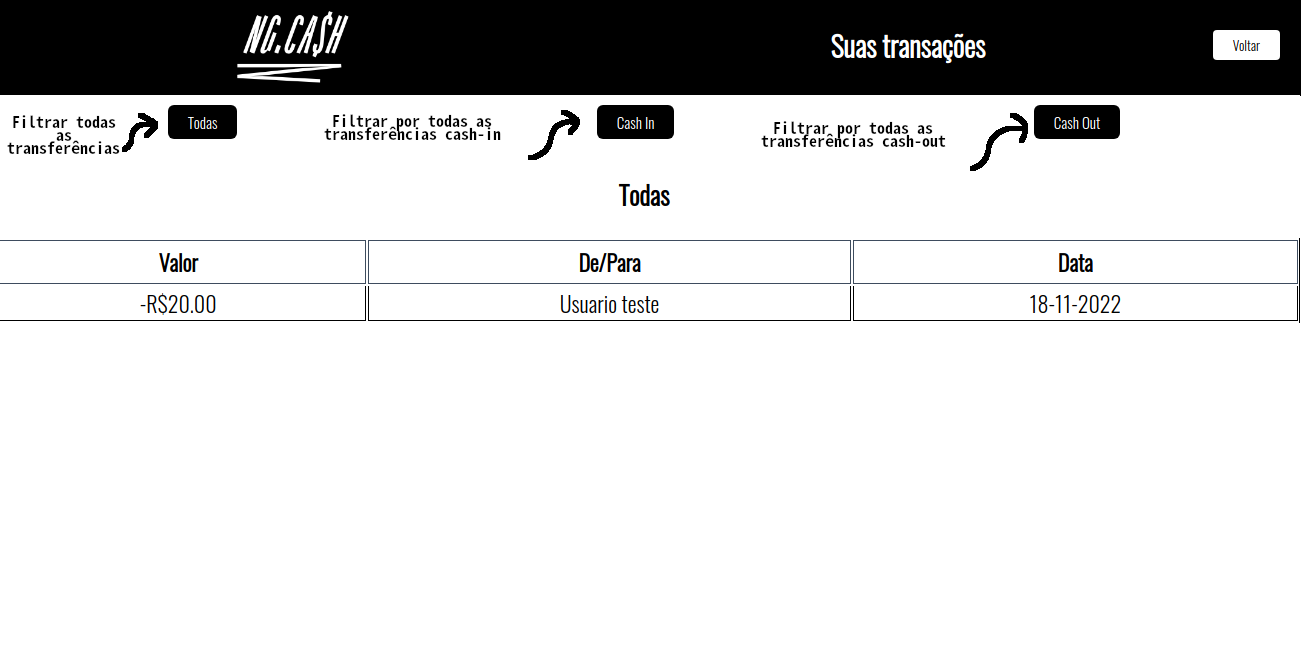 NG.CA$H
Suas transações
Voltar
Filtrar todas
as
transferências
Todas
Filtrar por todas as
transferências cash-in
Cash In
Filtrar por todas as
transferências cash-out
Cash Out
Todas
Valor
De/Para
Data
-R$20.00
Usuario teste
18-11-2022